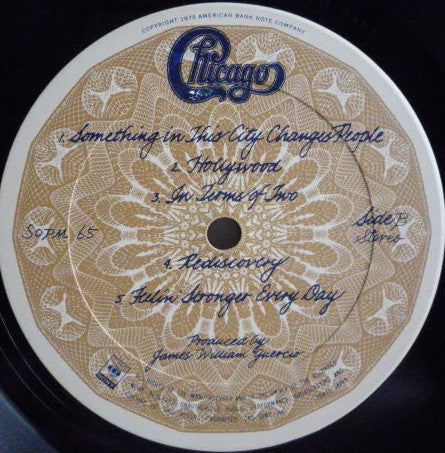 COPYRIGHT 1973 AMERICAN BANK NOTE COMPANY
Chicago
1. Something in This City Changes People
2. Hollywood
3. In Terms of Two
SOPM 65
Side B
Stereo
4. Rediscovery
5. Feelin' Stronger Every Day
Produced by
James William Guercio